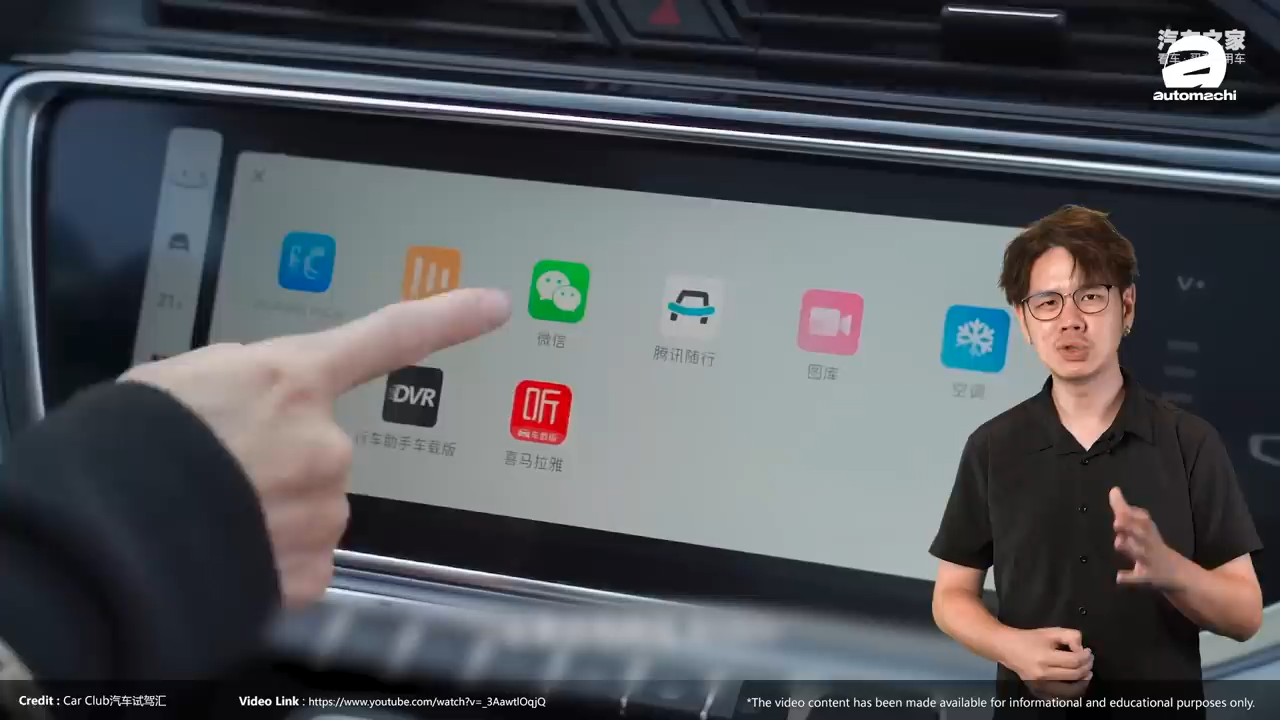 汽车之家
automachi
微信
腾讯随行
图库
空调
DVR
行车助手车载版
听
车载版
喜马拉雅
V+
Credit : Car Club汽车试驾汇
Video Link : https://www.youtube.com/watch?v=_3AawtlOqjQ
*The video content has been made available for informational and educational purposes only.